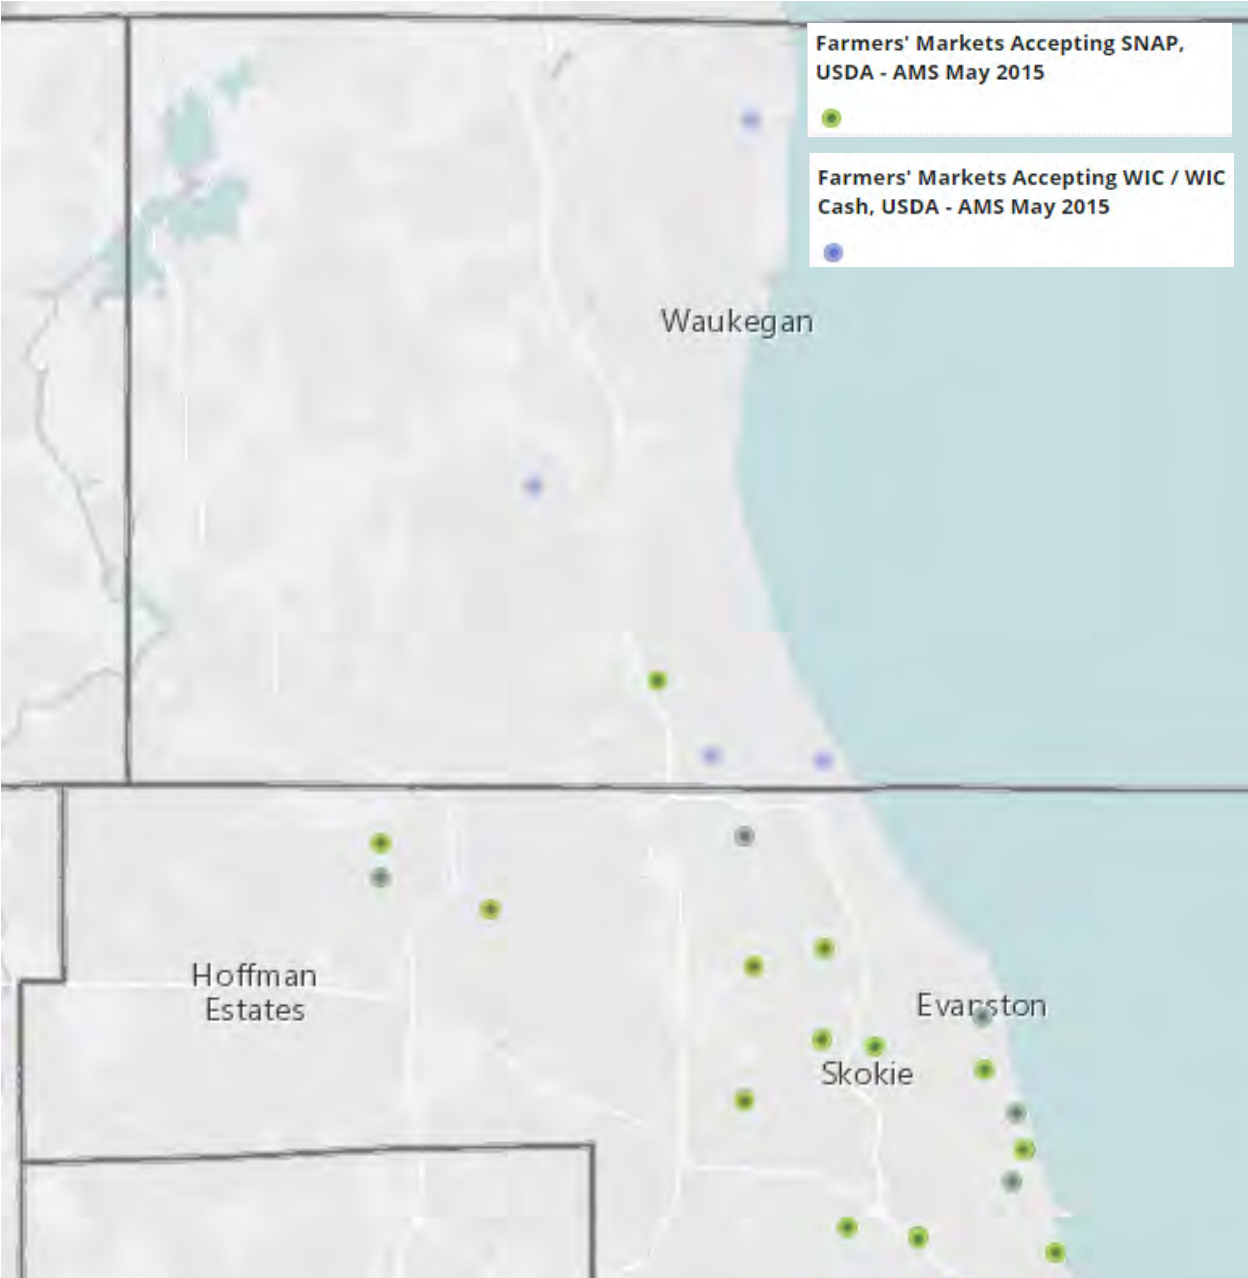 Farmers' Markets Accepting SNAP,
USDA - AMS May 2015
Farmers' Markets Accepting WIC / WIC
Cash, USDA - AMS May 2015
Waukegan
Hoffman
Estates
Evanston
Skokie